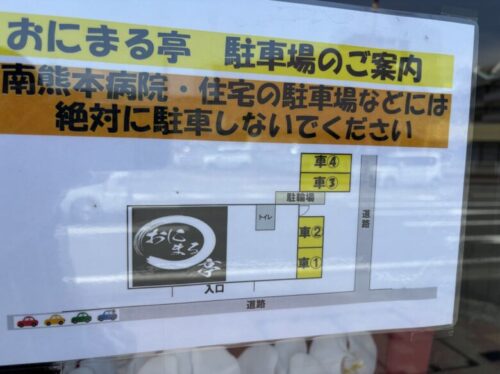 おにまる亭　駐車場のご案内
南熊本病院・住宅の駐車場などには
絶対に駐車しないでください
車④
車③
駐輪場
トイレ
道路
車②
車①
おに
まる
亭
入口
道路